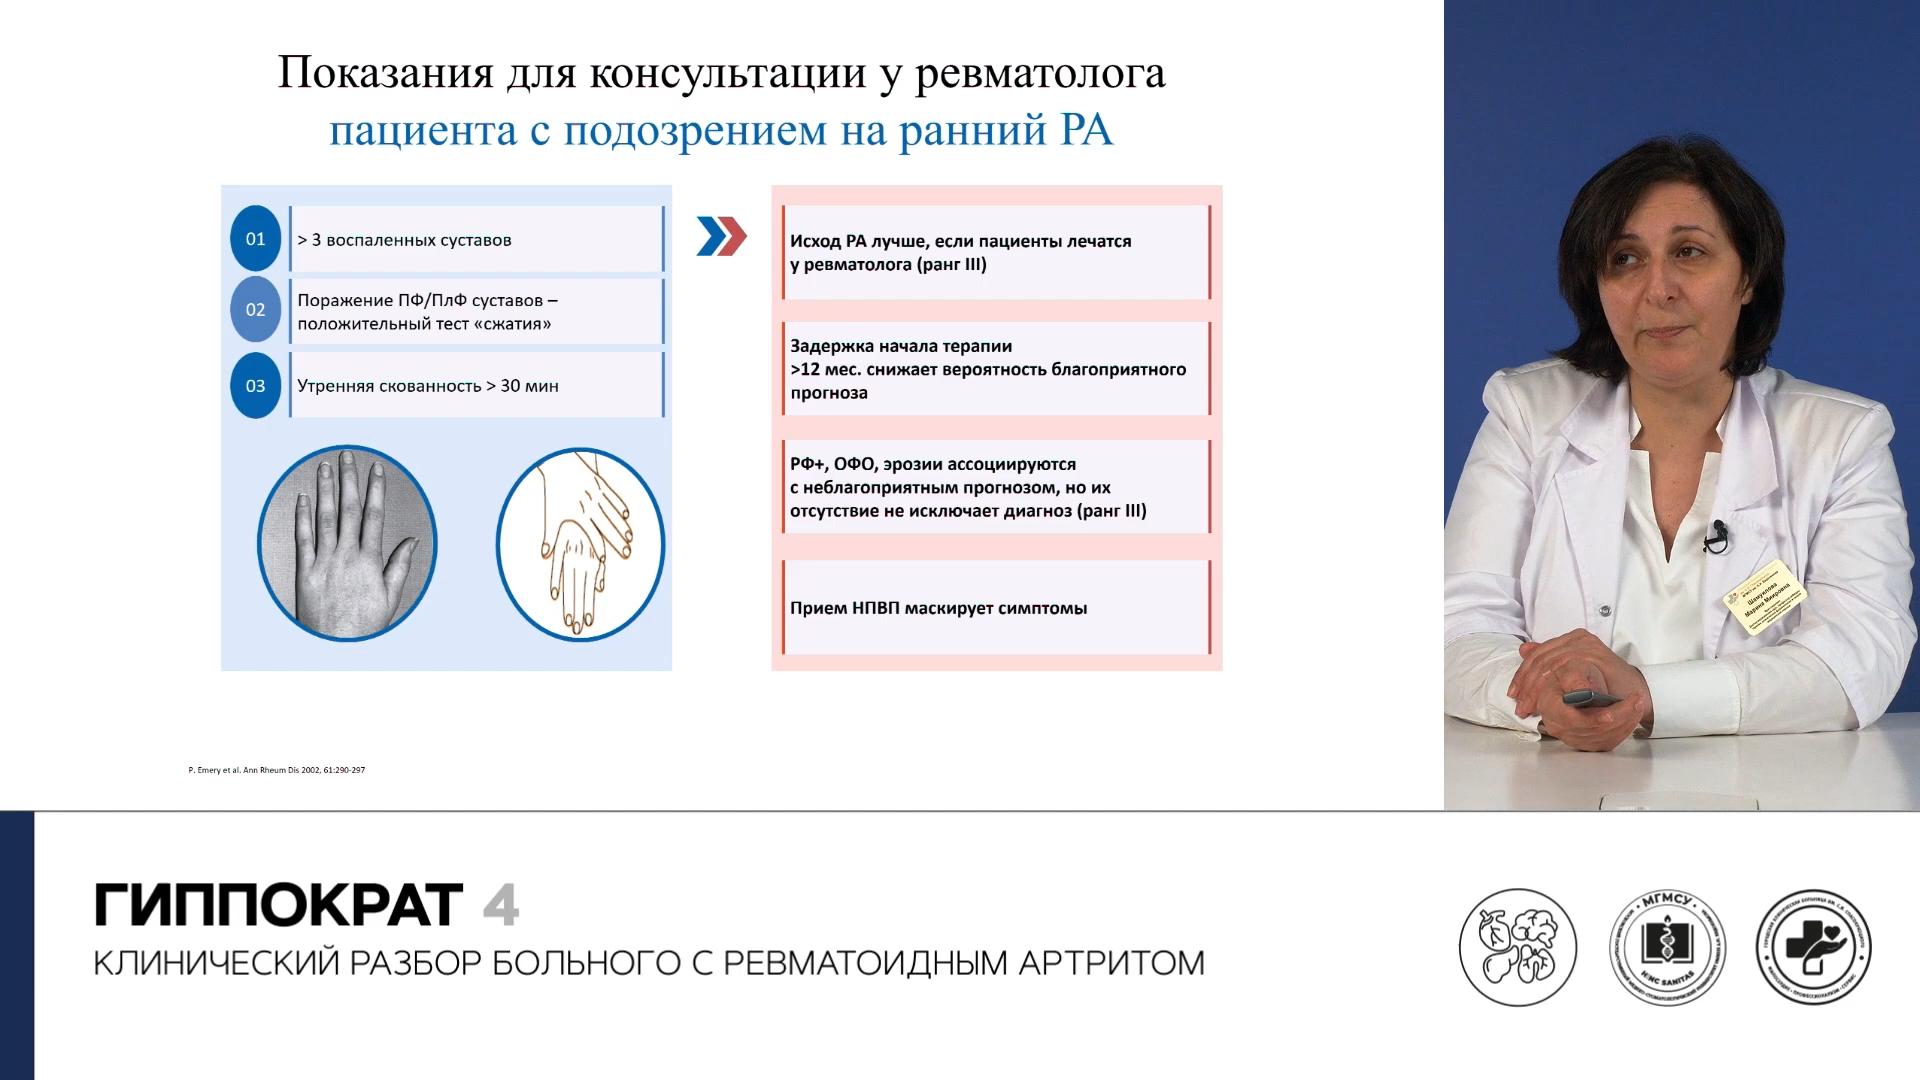 Показания для консультации у ревматолога
пациента с подозрением на ранний РА
01
> 3 воспаленных суставов
02
Поражение ПФ/ПлФ суставов –
положительный тест «сжатия»
03
Утренняя скованность > 30 мин
Исход РА лучше, если пациенты лечатся
у ревматолога (ранг III)
Задержка начала терапии
>12 мес. снижает вероятность благоприятного
прогноза
РФ+, ОФО, эрозии ассоциируются
с неблагоприятным прогнозом, но их
отсутствие не исключает диагноз (ранг III)
Прием НПВП маскирует симптомы
P. Emery et al. Ann Rheum Dis 2002, 61:290-297
Марина
ГИППОКРАТ 4
КЛИНИЧЕСКИЙ РАЗБОР БОЛЬНОГО С РЕВМАТОИДНЫМ АРТРИТОМ
МГМСУ